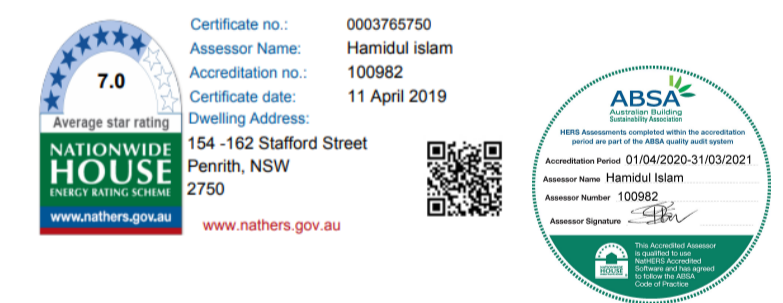 7.0
Average star rating
NATIONWIDE
HOUSE
ENERGY RATING SCHEME
www.nathers.gov.au
Certificate no.: 0003765750
Assessor Name: Hamidul islam
Accreditation no.: 100982
Certificate date: 11 April 2019
Dwelling Address:
154 -162 Stafford Street
Penrith, NSW
2750
www.nathers.gov.au
ABSA
Australian Building
Sustainability Association
HERS Assessments completed within the accreditation
period are part of the ABSA quality audit system
Accreditation Period 01/04/2020-31/03/2021
Assessor Name Hamidul Islam
Assessor Number 100982
Assessor Signature
NATIONWIDE
HOUSE
This Accredited Assessor
is qualified to use
NatHERS Accredited
Software and has agreed
to follow the ABSA
Code of Practice